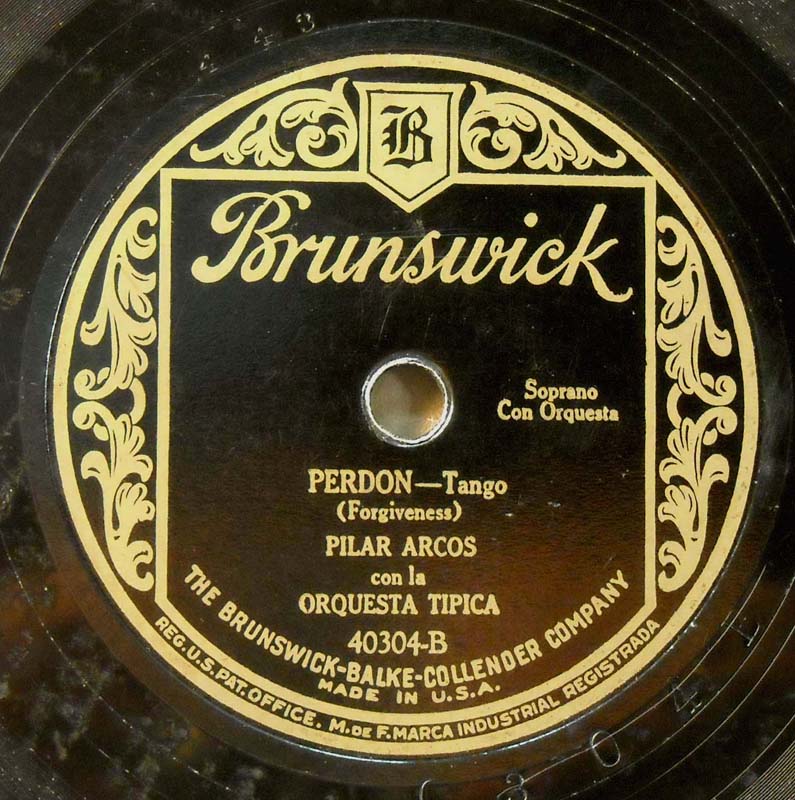 243
B
Brunswick
Soprano
Con Orquesta
PERDON—Tango
(Forgiveness)
PILAR ARCOS
con la
ORQUESTA TIPICA
40304-B
THE BRUNSWICK-BALKE-COLLENDER COMPANY
MADE IN U.S.A.
REG. U.S. PAT. OFFICE. M. DE F. MARCA INDUSTRIAL REGISTRADA